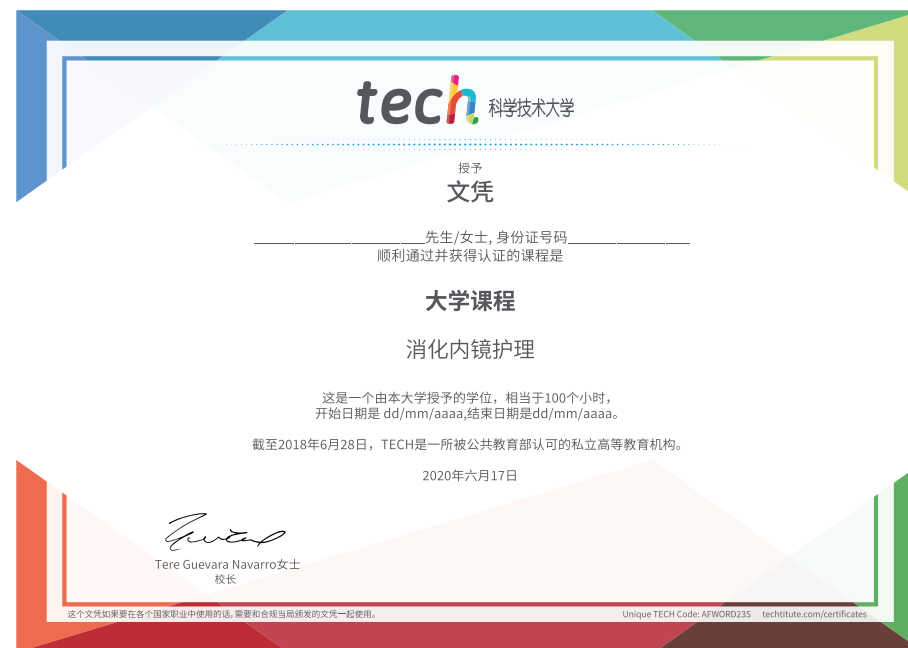 tech 科学技术大学
授予
文凭
________________________先生/女士, 身份证号码_________________
顺利通过并获得认证的课程是
大学课程
消化内镜护理
这是一个由本大学授予的学位，相当于100个小时，
开始日期是 dd/mm/aaaa,结束日期是dd/mm/aaaa。
截至2018年6月28日，TECH是一所被公共教育部认可的私立高等教育机构。
2020年六月17日
Tere Guevara Navarro女士
校长
这个文凭如果要在各个国家职业中使用的话,需要和合规当局颁发的文凭一起使用。
Unique TECH Code: AFWORD23S techtitute.com/certificates